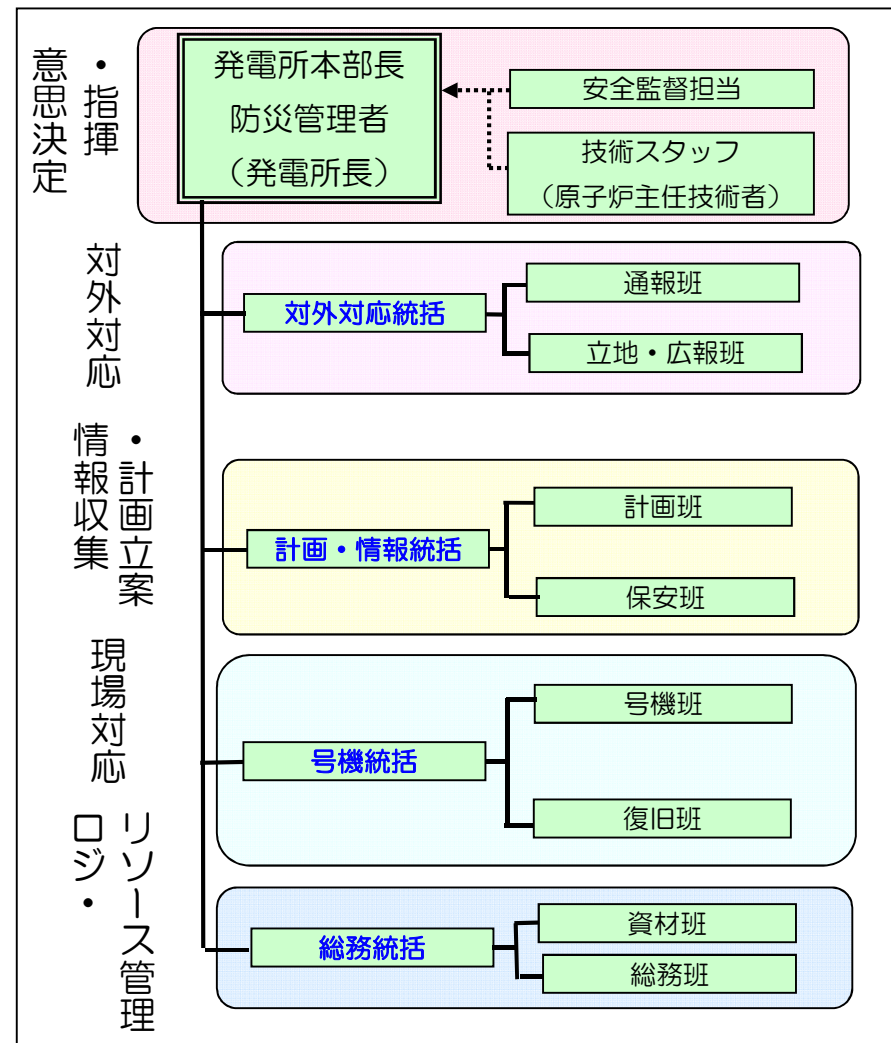 意思決定
・指揮
発電所本部長
防災管理者
（発電所長）
安全監督担当
技術スタッフ
（原子炉主任技術者）
対外対応
対外対応統括
通報班
立地・広報班
情報収集
・計画立案
計画・情報統括
計画班
保安班
現場対応
号機統括
号機班
復旧班
ロジ・
リソース管理
総務統括
資材班
総務班